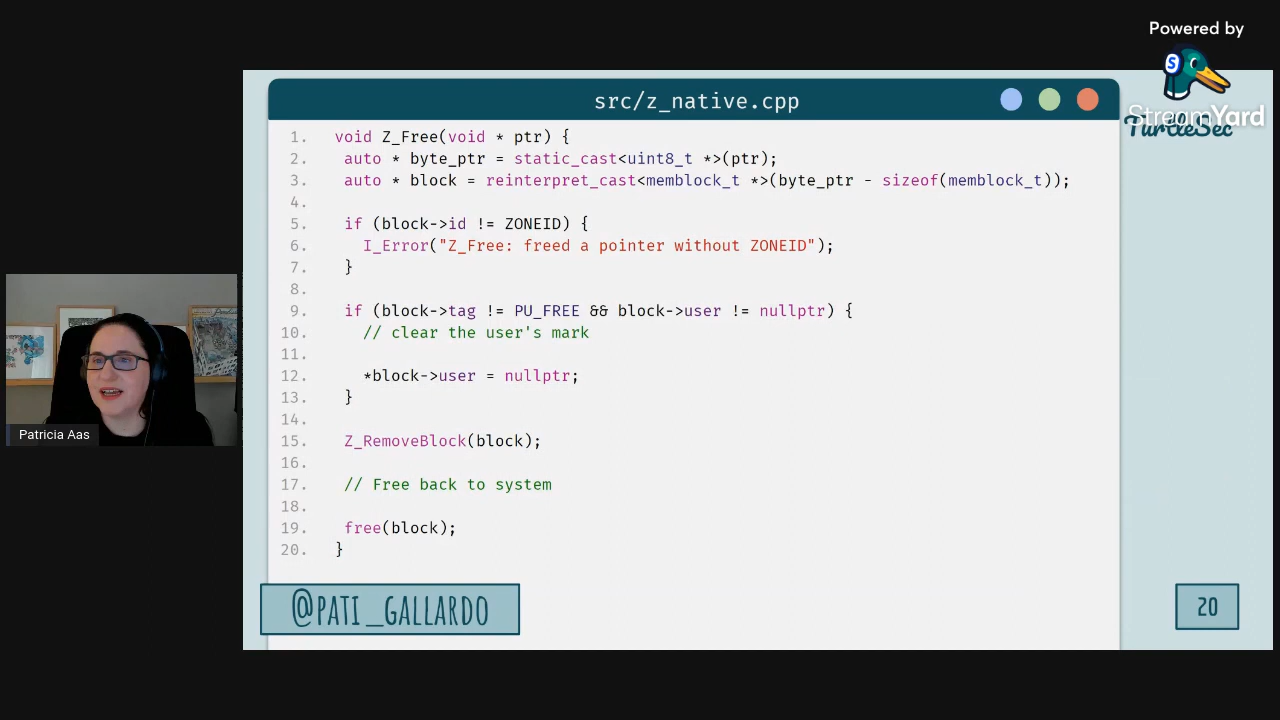 Powered by
StreamYard
TurtleSec
src/z_native.cpp
1. void Z_Free(void * ptr) {
2. auto * byte_ptr = static_cast<uint8_t *>(ptr);
3. auto * block = reinterpret_cast<memblock_t *>(byte_ptr - sizeof(memblock_t));
4.
5. if (block->id != ZONEID) {
6. I_Error("Z_Free: freed a pointer without ZONEID");
7. }
8.
9. if (block->tag != PU_FREE && block->user != nullptr) {
10. // clear the user's mark
11.
12. *block->user = nullptr;
13. }
14.
15. Z_RemoveBlock(block);
16.
17. // Free back to system
18.
19. free(block);
20. }
Patricia Aas
@PATI_GALLARDO
20